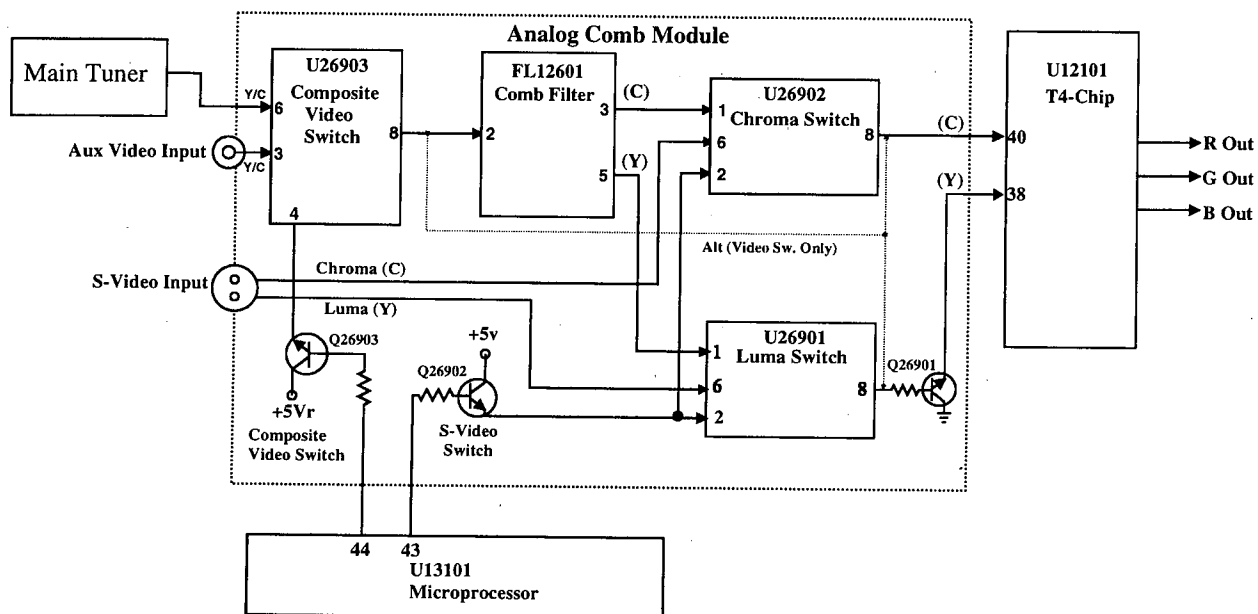 Analog Comb Module
Main Tuner
Y/C
Aux Video Input
Y/C
U26903
Composite
Video
Switch
6
3
8
4
FL12601
Comb Filter
2
3
5
(C)
(Y)
U26902
Chroma Switch
1
6
2
8
(C)
(Y)
U12101
T4-Chip
40
38
R Out
G Out
B Out
Alt (Video Sw. Only)
S-Video Input
Chroma (C)
Luma (Y)
Q26903
+5Vr
Composite
Video Switch
+5v
Q26902
S-Video
Switch
U26901
Luma Switch
1
6
2
8
Q26901
44 43
U13101
Microprocessor